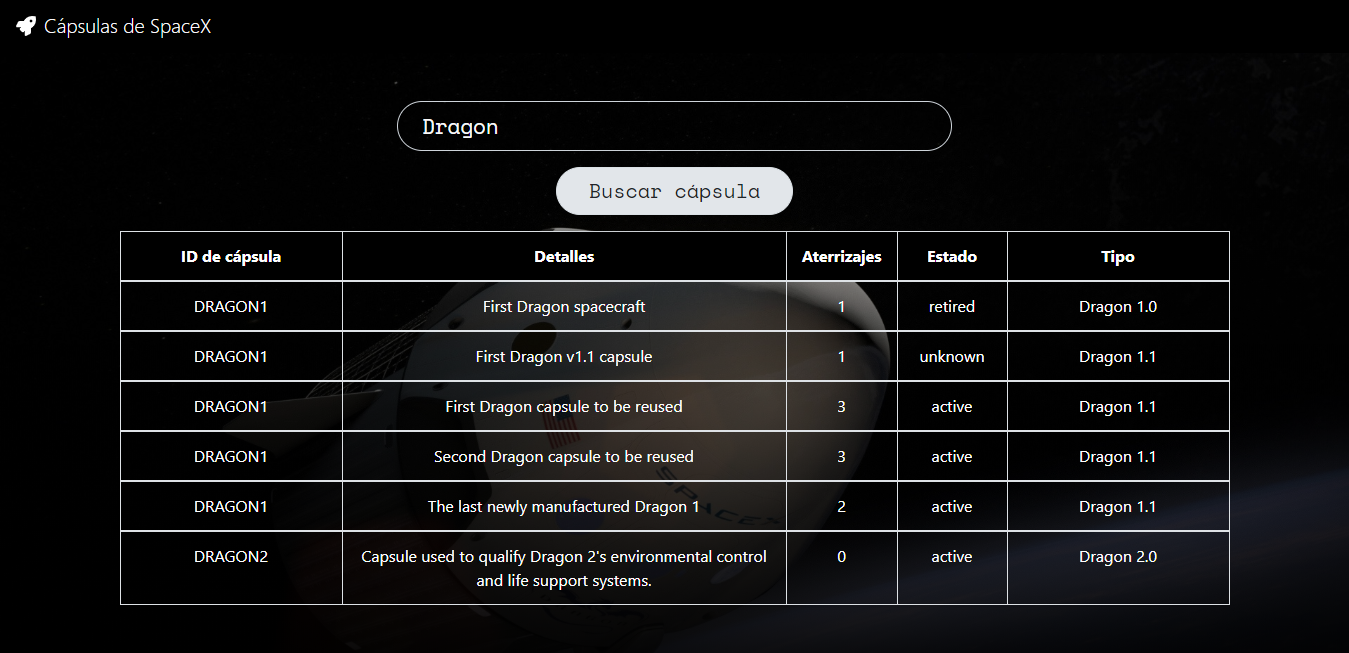 Cápsulas de SpaceX
Dragon
Buscar cápsula
ID de cápsula Detalles Aterrizajes Estado Tipo
DRAGON1 First Dragon spacecraft 1 retired Dragon 1.0
DRAGON1 First Dragon v1.1 capsule 1 unknown Dragon 1.1
DRAGON1 First Dragon capsule to be reused 3 active Dragon 1.1
DRAGON1 Second Dragon capsule to be reused 3 active Dragon 1.1
SPACEX
DRAGON1 The last newly manufactured Dragon 1 2 active Dragon 1.1
DRAGON2 Capsule used to qualify Dragon 2's environmental control 0 active Dragon 2.0
and life support systems.